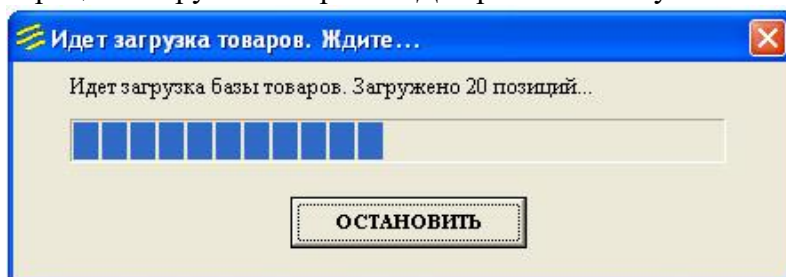 Идет загрузка товаров. Ждите...
Идет загрузка базы товаров. Загружено 20 позиций...
ОСТАНОВИТЬ